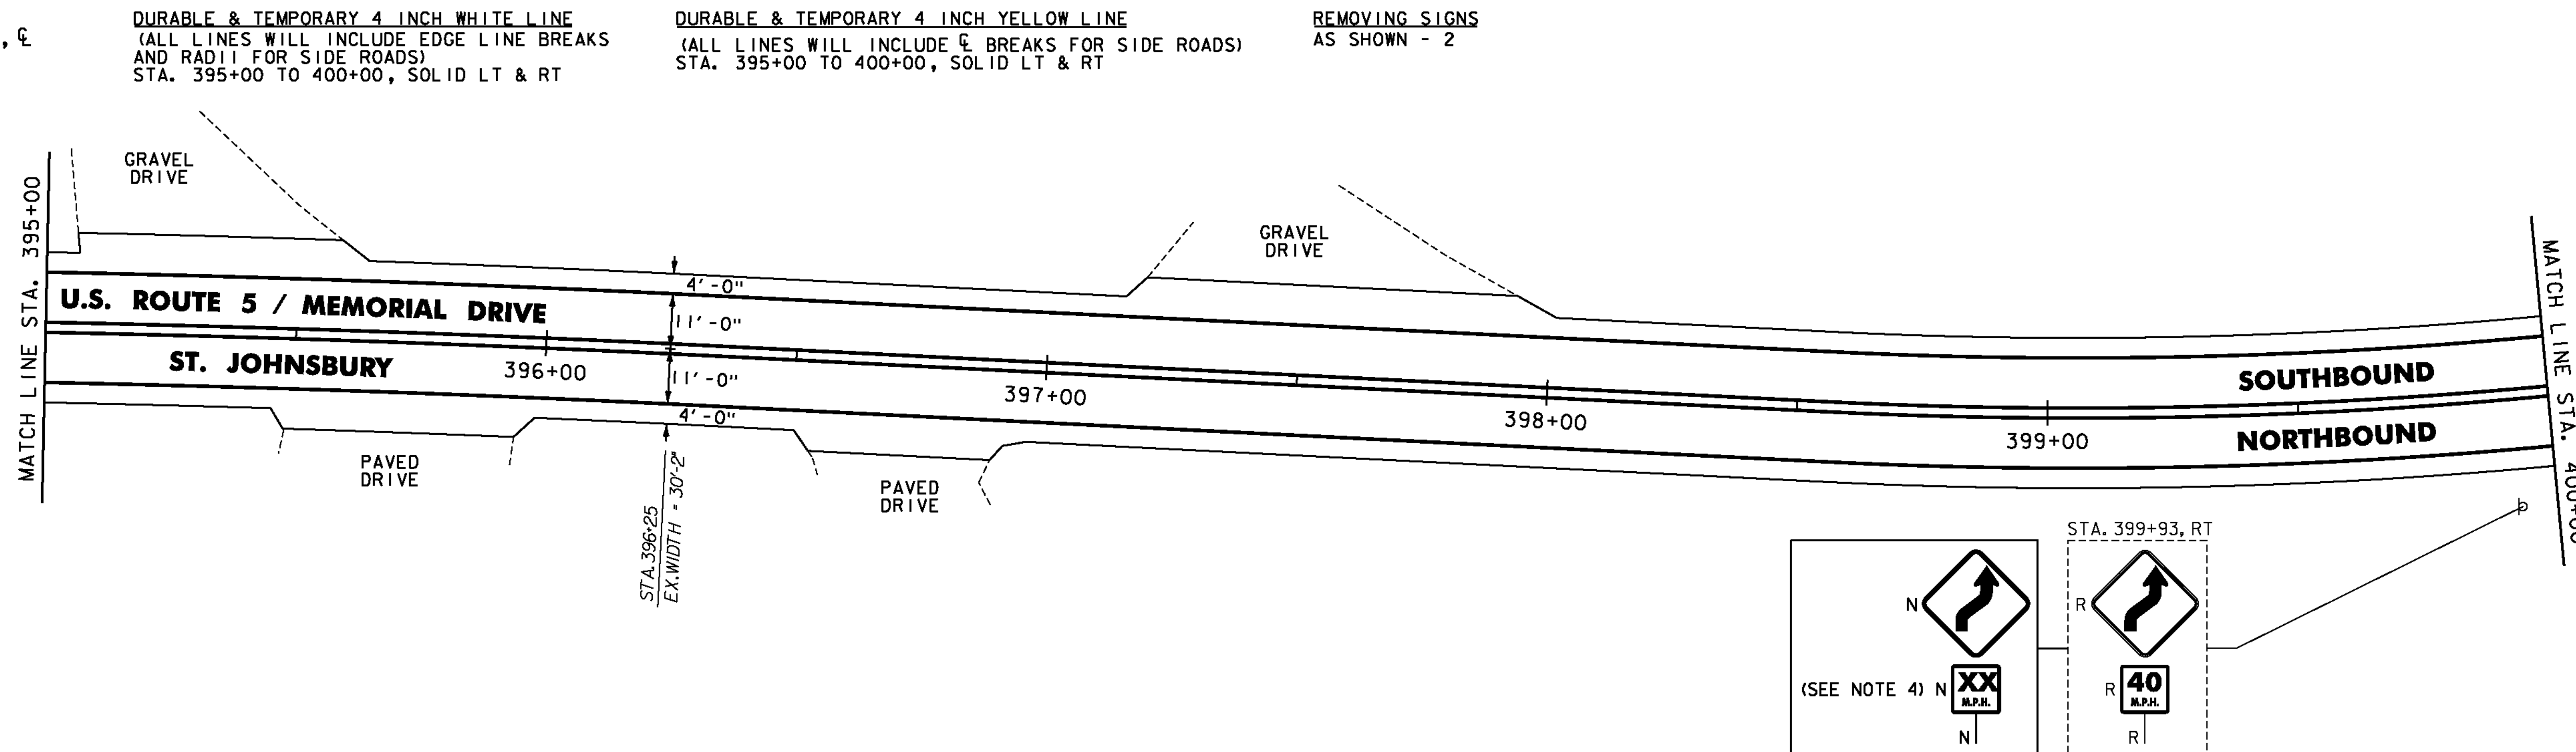 , ℄
DURABLE & TEMPORARY 4 INCH WHITE LINE
(ALL LINES WILL INCLUDE EDGE LINE BREAKS
AND RADII FOR SIDE ROADS)
STA. 395+00 TO 400+00, SOLID LT & RT
DURABLE & TEMPORARY 4 INCH YELLOW LINE
(ALL LINES WILL INCLUDE ℄ BREAKS FOR SIDE ROADS)
STA. 395+00 TO 400+00, SOLID LT & RT
REMOVING SIGNS
AS SHOWN - 2
MATCH LINE STA. 395+00
GRAVEL
DRIVE
GRAVEL
DRIVE
U.S. ROUTE 5 / MEMORIAL DRIVE
ST. JOHNSBURY
4'-0"
11'-0"
11'-0"
4'-0"
396+00
397+00
398+00
399+00
SOUTHBOUND
NORTHBOUND
MATCH LINE STA. 400+00
PAVED
DRIVE
PAVED
DRIVE
STA.396+25
EX.WIDTH = 30'-2"
STA. 399+93, RT
N
R
(SEE NOTE 4) N
XX
M.P.H.
R
40
M.P.H.
N
R